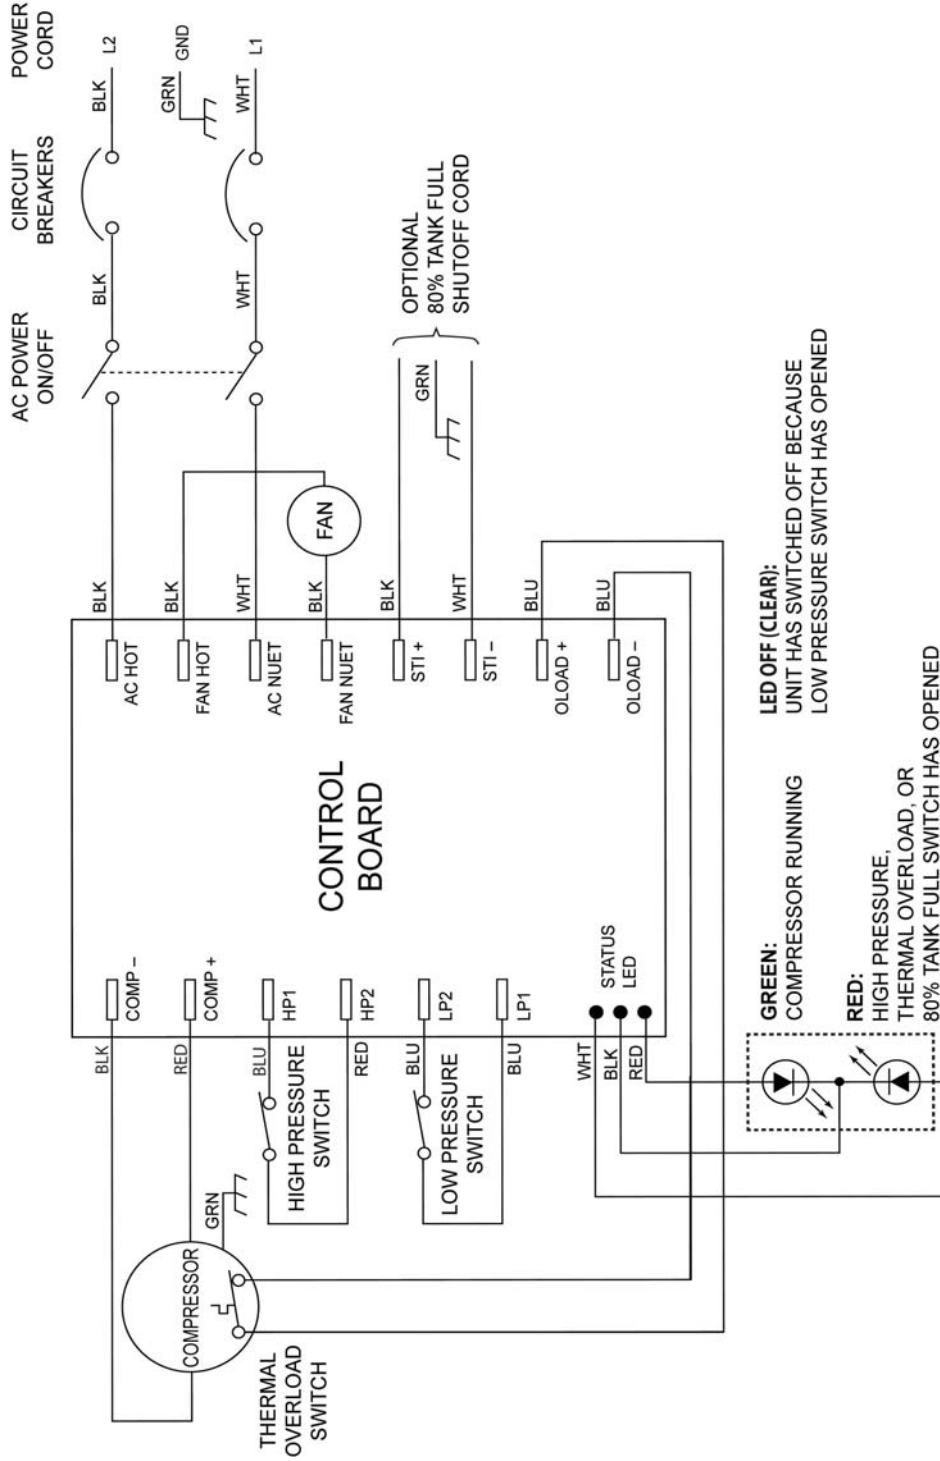 POWER
CORD
L2
GND
L1
BLK
GRN
WHT
CIRCUIT
BREAKERS
BLK
WHT
AC POWER
ON/OFF
OPTIONAL
80% TANK FULL
SHUTOFF CORD
GRN
FAN
BLK
BLK
WHT
BLK
BLK
WHT
BLU
BLU
AC HOT
FAN HOT
AC NUET
FAN NUET
STI +
STI –
OLOAD +
OLOAD –
CONTROL
BOARD
COMP –
COMP +
HP1
HP2
LP2
LP1
STATUS
LED
BLK
RED
BLU
RED
BLU
BLU
WHT
BLK
RED
HIGH PRESSURE
SWITCH
LOW PRESSURE
SWITCH
GRN
COMPRESSOR
THERMAL
OVERLOAD
SWITCH
GREEN:
COMPRESSOR RUNNING
RED:
HIGH PRESSURE,
THERMAL OVERLOAD, OR
80% TANK FULL SWITCH HAS OPENED
LED OFF (CLEAR):
UNIT HAS SWITCHED OFF BECAUSE
LOW PRESSURE SWITCH HAS OPENED